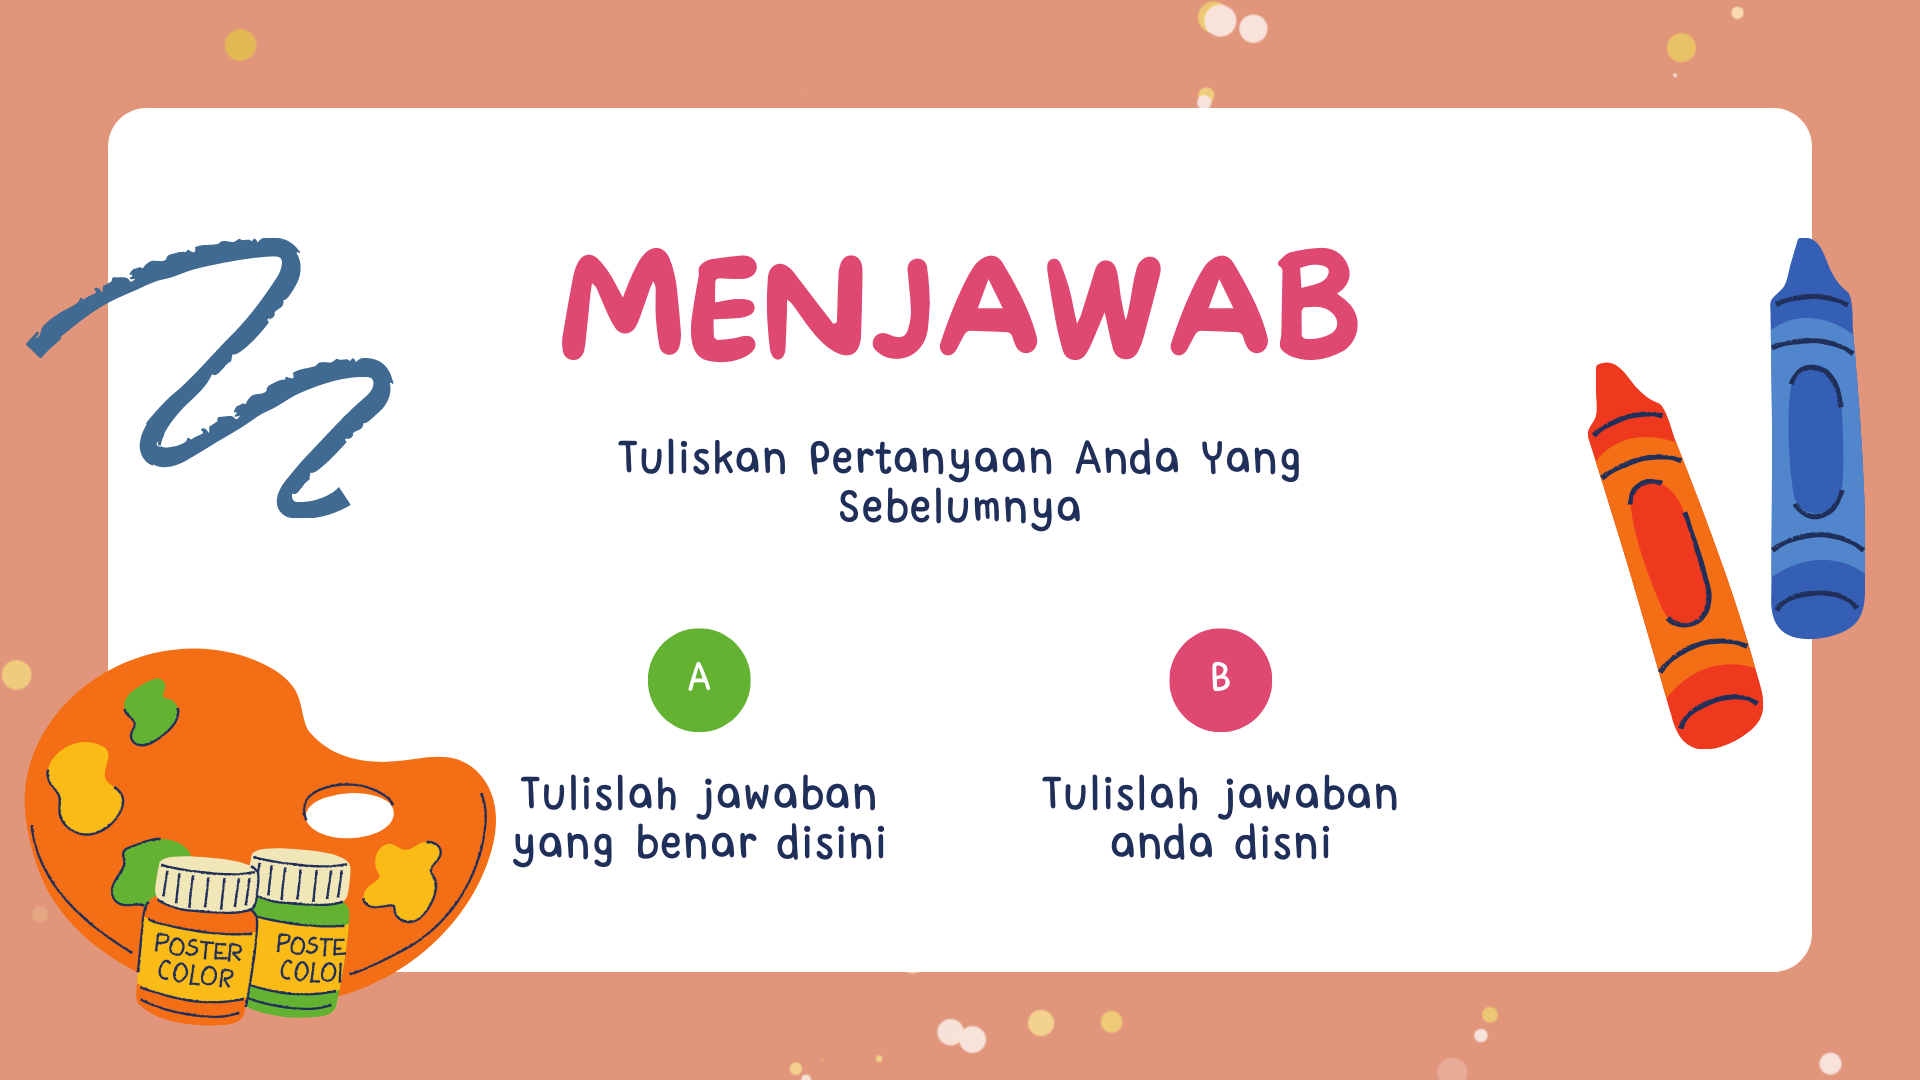 MENJAWAB
Tuliskan Pertanyaan Anda Yang
Sebelumnya
A
B
Tulislah jawaban
yang benar disini
Tulislah jawaban
anda disni
POSTER
COLOR
POSTE
COLO